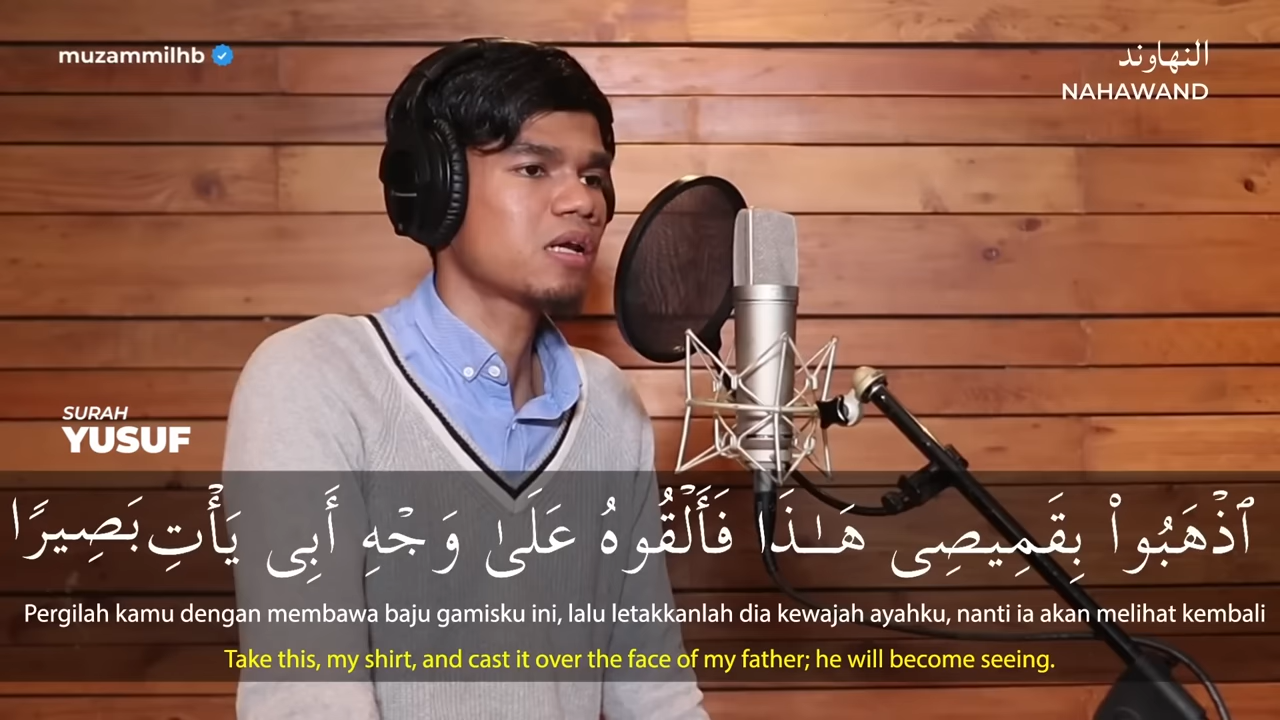 muzammilhb
النهاوند
NAHAWAND
SURAH
YUSUF
ٱذْهَبُوا۟ بِقَمِيصِى هَـٰذَا فَأَلْقُوهُ عَلَىٰ وَجْهِ أَبِى يَأْتِ بَصِيرًا
Pergilah kamu dengan membawa baju gamisku ini, lalu letakkanlah dia kewajah ayahku, nanti ia akan melihat kembali
Take this, my shirt, and cast it over the face of my father; he will become seeing.